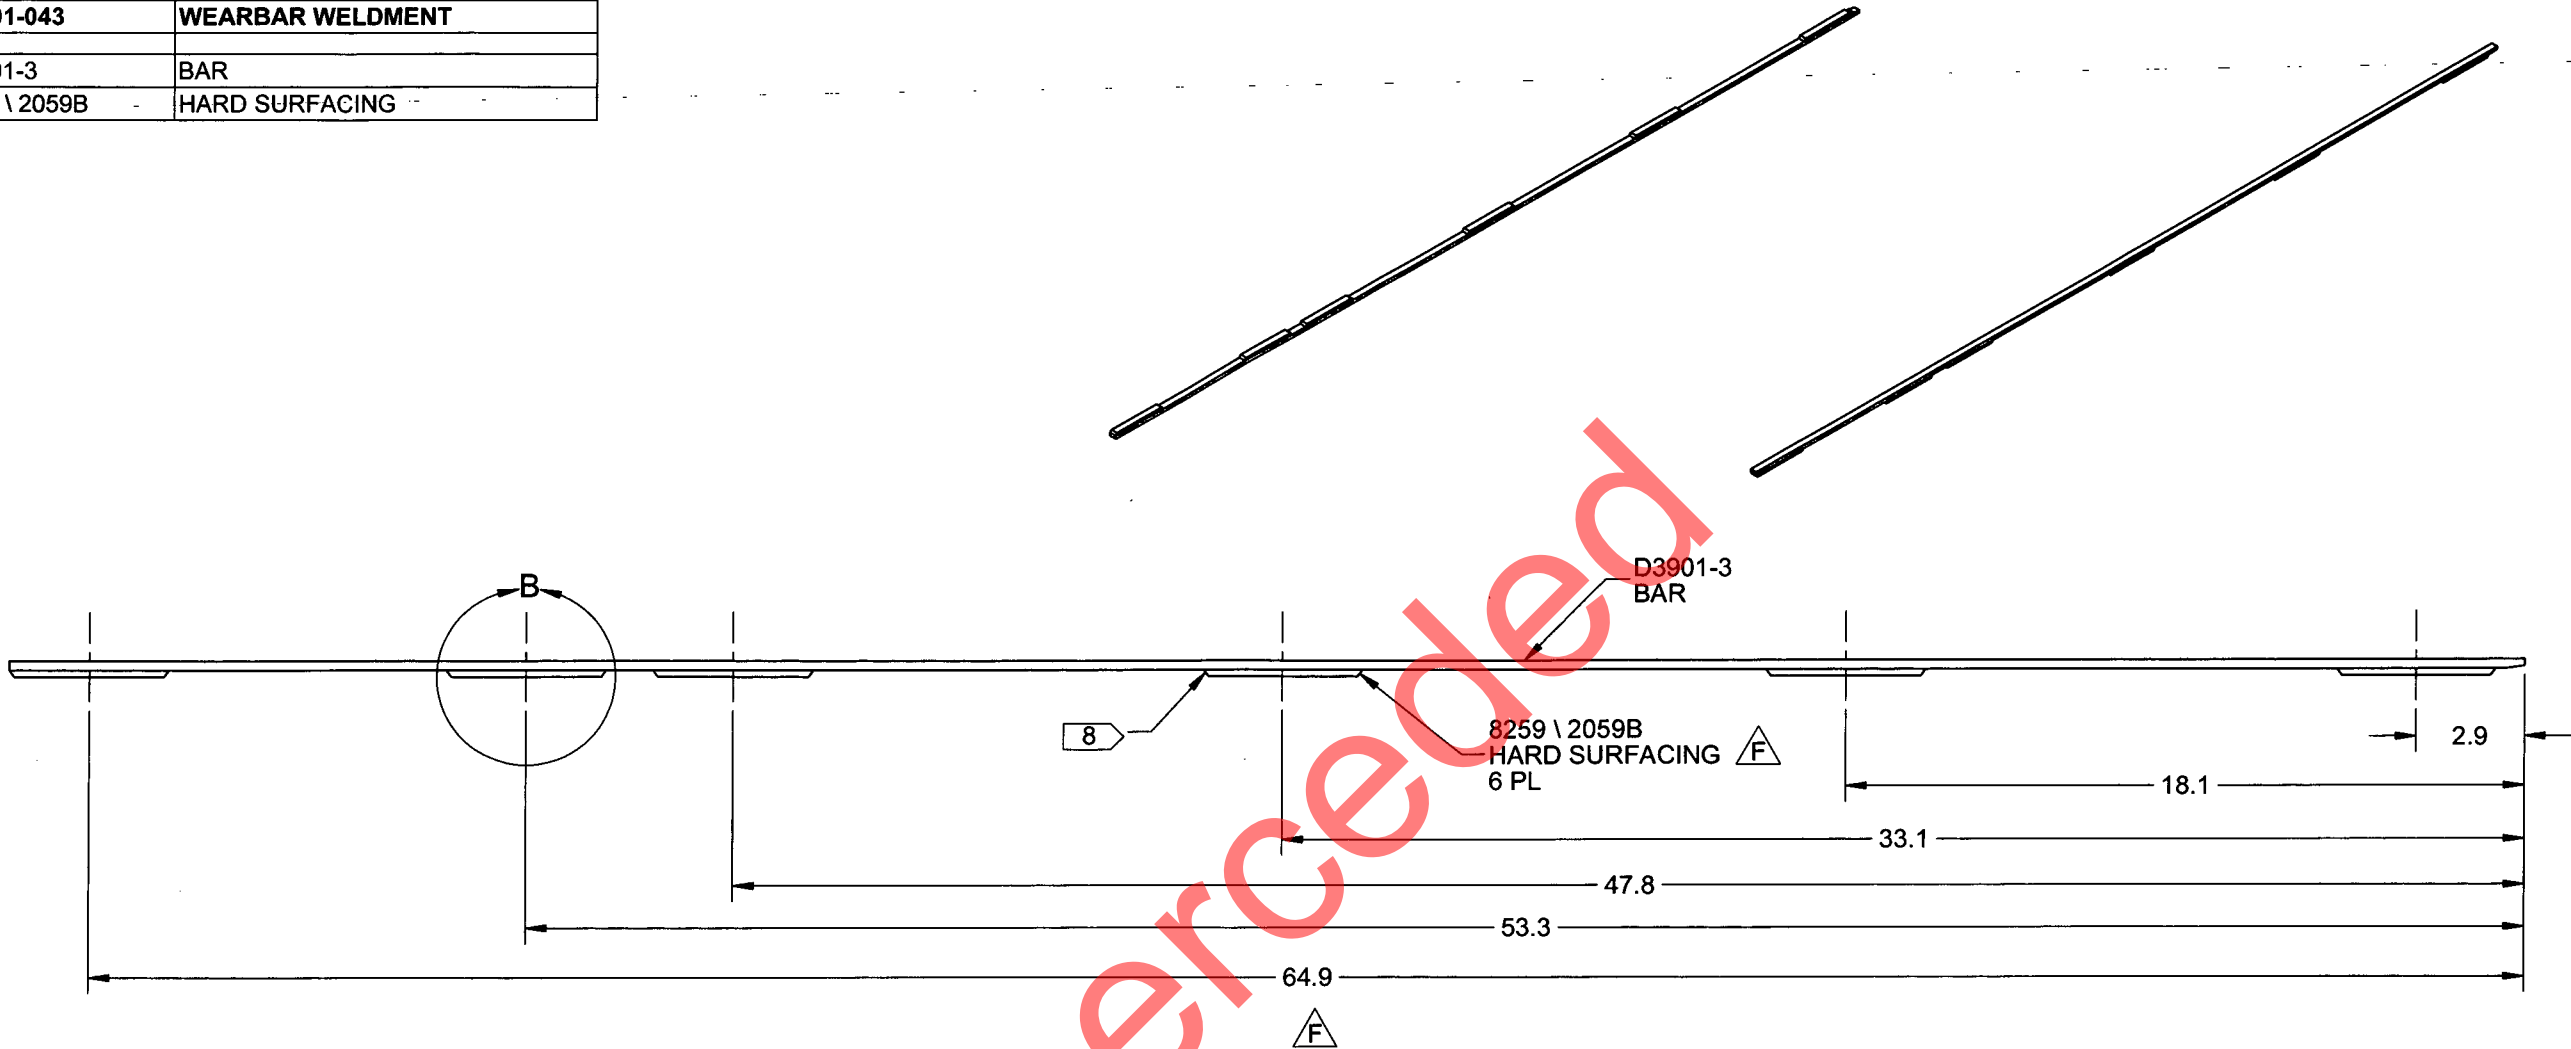 01-043 WEARBAR WELDMENT
01-3 BAR
\ 2059B HARD SURFACING
B
D3901-3
BAR
8
8259 \ 2059B
HARD SURFACING F
6 PL
2.9
18.1
33.1
47.8
53.3
64.9
F
erceded